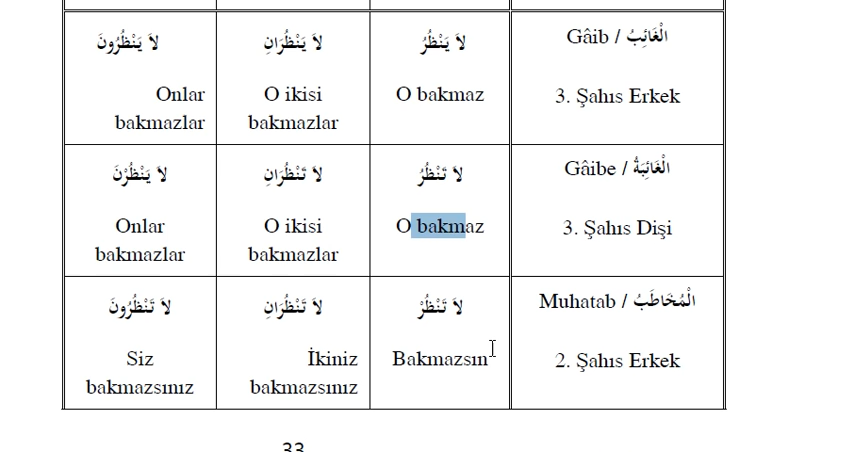 لاَ يَنْظُرُونَ لاَ يَنْظُرَانِ لاَ يَنْظُرُ Gâib / الْغَائِبُ
Onlar O ikisi O bakmaz 3. Şahıs Erkek
bakmazlar bakmazlar
لاَ يَنْظُرْنَ لاَ تَنْظُرَانِ لاَ تَنْظُرُ Gâibe / الْغَائِبَةُ
Onlar O ikisi O bakmaz 3. Şahıs Dişi
bakmazlar bakmazlar
لاَ تَنْظُرُونَ لاَ تَنْظُرَانِ لاَ تَنْظُرْ Muhatab / الْمُخَاطَبُ
Siz İkiniz Bakmazsın 2. Şahıs Erkek
bakmazsınız bakmazsınız
33